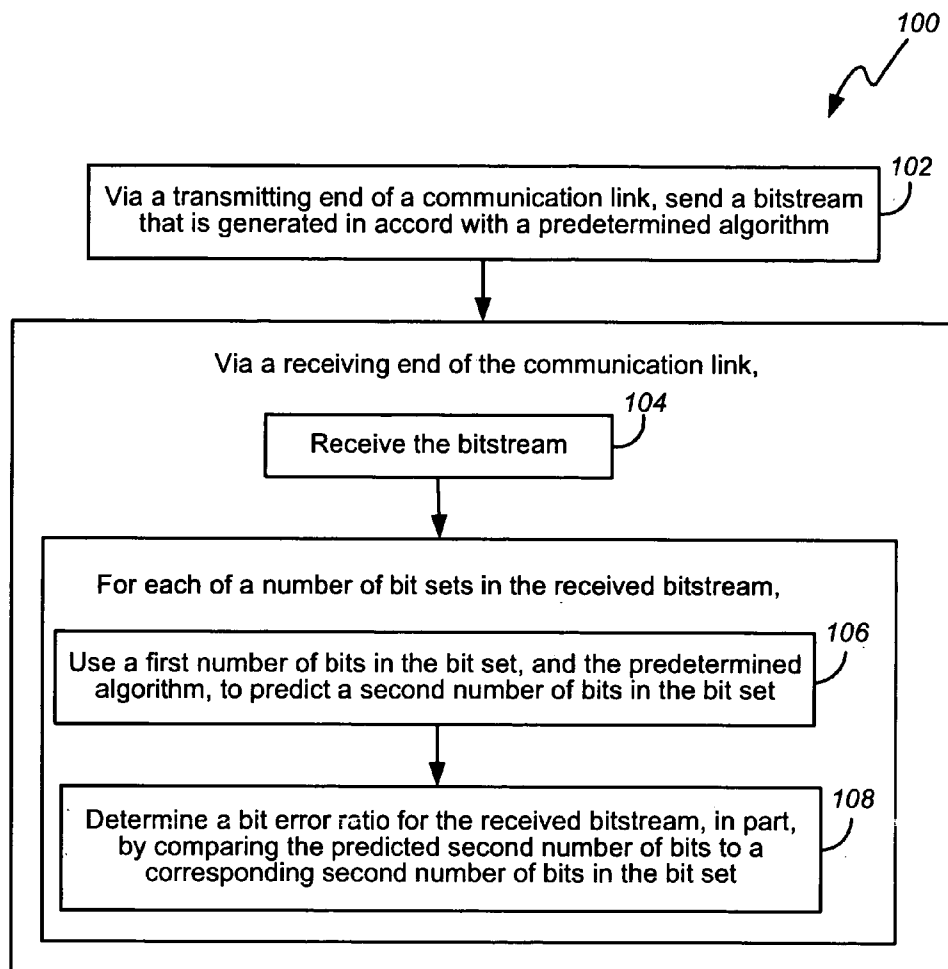 100
102
Via a transmitting end of a communication link, send a bitstream
that is generated in accord with a predetermined algorithm
Via a receiving end of the communication link,
104
Receive the bitstream
For each of a number of bit sets in the received bitstream,
106
Use a first number of bits in the bit set, and the predetermined
algorithm, to predict a second number of bits in the bit set
108
Determine a bit error ratio for the received bitstream, in part,
by comparing the predicted second number of bits to a
corresponding second number of bits in the bit set